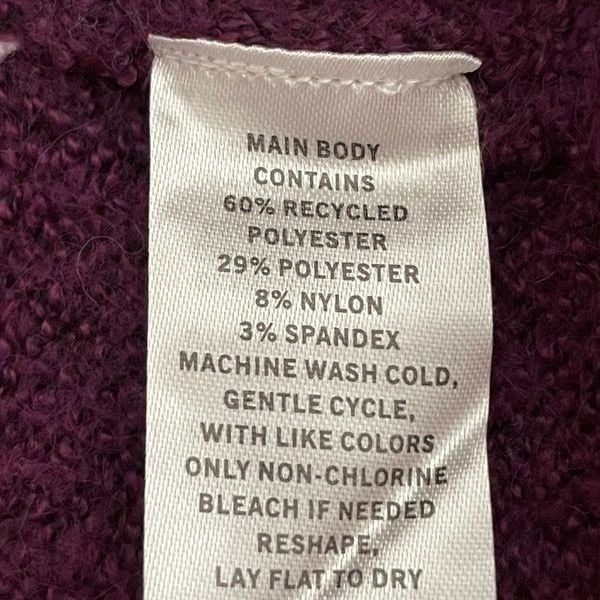 MAIN BODY
CONTAINS
60% RECYCLED
POLYESTER
29% POLYESTER
8% NYLON
3% SPANDEX
MACHINE WASH COLD,
GENTLE CYCLE,
WITH LIKE COLORS
ONLY NON-CHLORINE
BLEACH IF NEEDED
RESHAPE,
LAY FLAT TO DRY